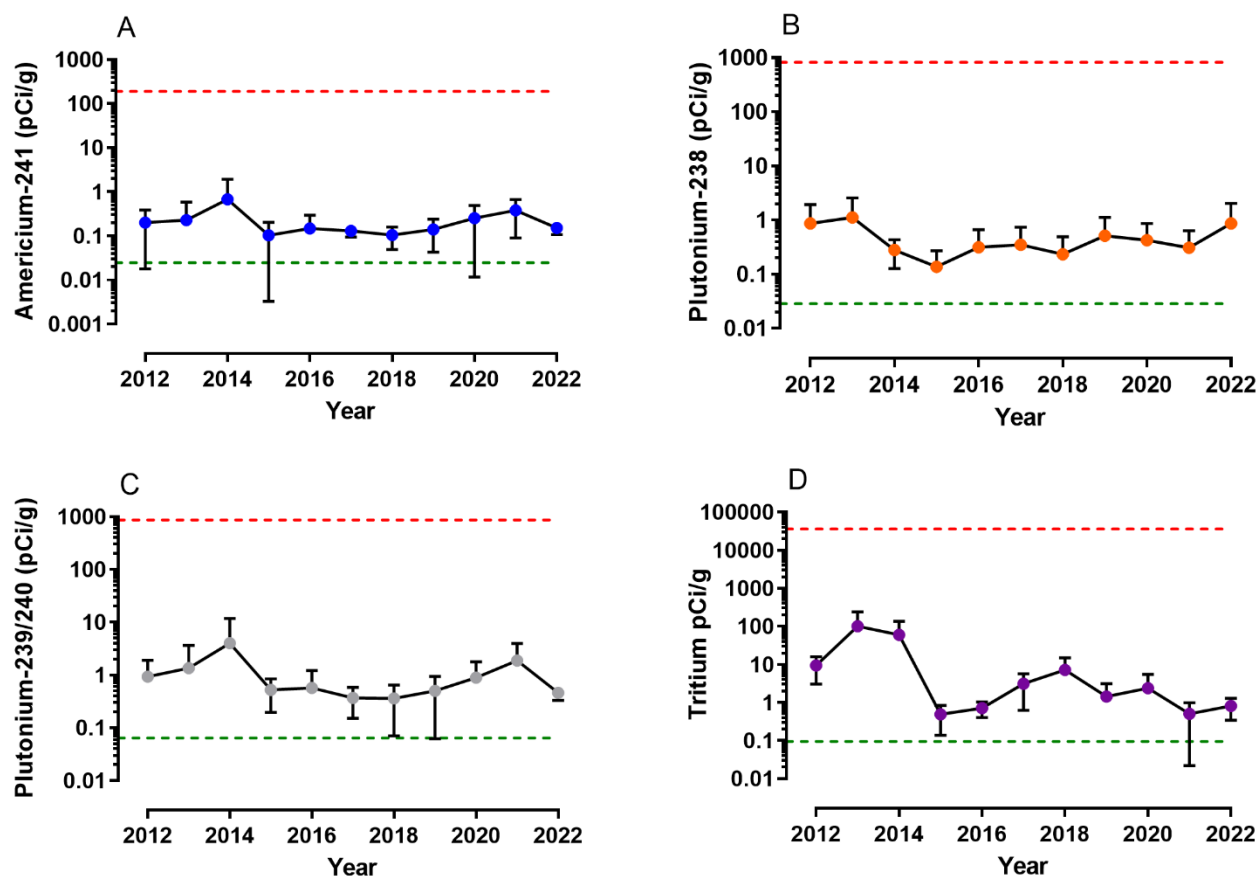 A
Americium-241 (pCi/g)
1000
100
10
1
0.1
0.01
0.001
2012 2014 2016 2018 2020 2022
Year
B
Plutonium-238 (pCi/g)
1000
100
10
1
0.1
0.01
2012 2014 2016 2018 2020 2022
Year
C
Plutonium-239/240 (pCi/g)
1000
100
10
1
0.1
0.01
2012 2014 2016 2018 2020 2022
Year
D
Tritium pCi/g
100000
10000
1000
100
10
1
0.1
0.01
2012 2014 2016 2018 2020 2022
Year